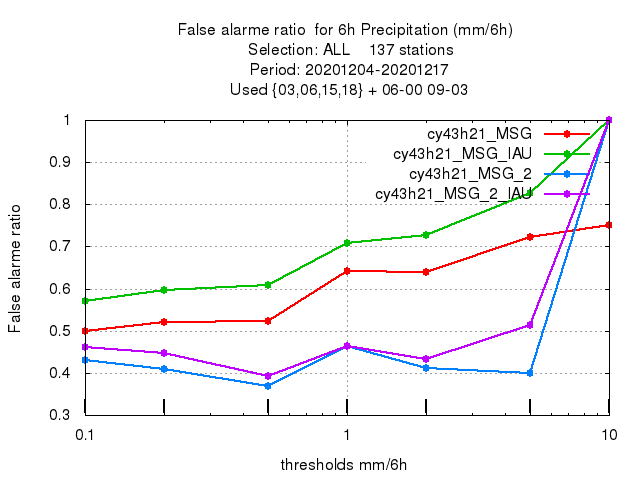 False alarme ratio  for 6h Precipitation (mm/6h)
Selection: ALL    137 stations
Period: 20201204-20201217
Used {03,06,15,18} + 06-00 09-03
1
0.9
0.8
0.7
0.6
0.5
0.4
0.3
False alarme ratio
cy43h21_MSG
cy43h21_MSG_IAU
cy43h21_MSG_2
cy43h21_MSG_2_IAU
0.1
1
10
thresholds mm/6h